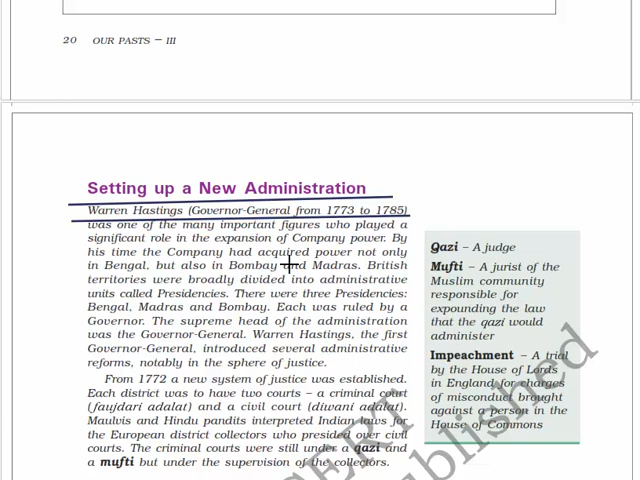 20 OUR PASTS – III
Setting up a New Administration
Warren Hastings (Governor-General from 1773 to 1785)
was one of the many important figures who played a
significant role in the expansion of Company power. By
his time the Company had acquired power not only
in Bengal, but also in Bombay and Madras. British
territories were broadly divided into administrative
units called Presidencies. There were three Presidencies:
Bengal, Madras and Bombay. Each was ruled by a
Governor. The supreme head of the administration
was the Governor-General. Warren Hastings, the first
Governor-General, introduced several administrative
reforms, notably in the sphere of justice.
From 1772 a new system of justice was established.
Each district was to have two courts – a criminal court
(faujdari adalat) and a civil court (diwani adalat).
Maulvis and Hindu pandits interpreted Indian laws for
the European district collectors who presided over civil
courts. The criminal courts were still under a qazi and
a mufti but under the supervision of the collectors.
Qazi – A judge
Mufti – A jurist of the
Muslim community
responsible for
expounding the law
that the qazi would
administer
Impeachment – A trial
by the House of Lords
in England for charges
of misconduct brought
against a person in the
House of Commons